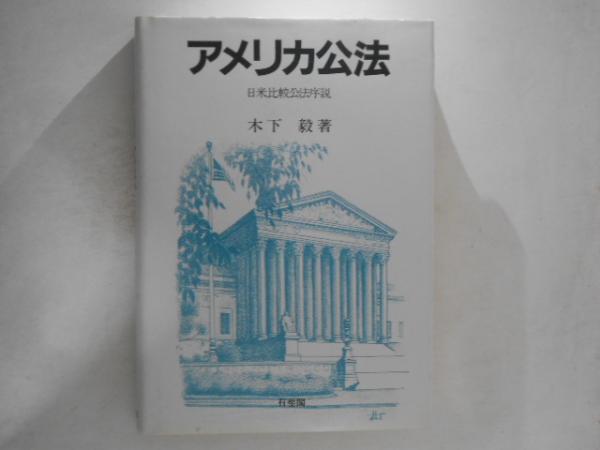 アメリカ公法
日米比較公法序説
木下 毅著
有斐閣